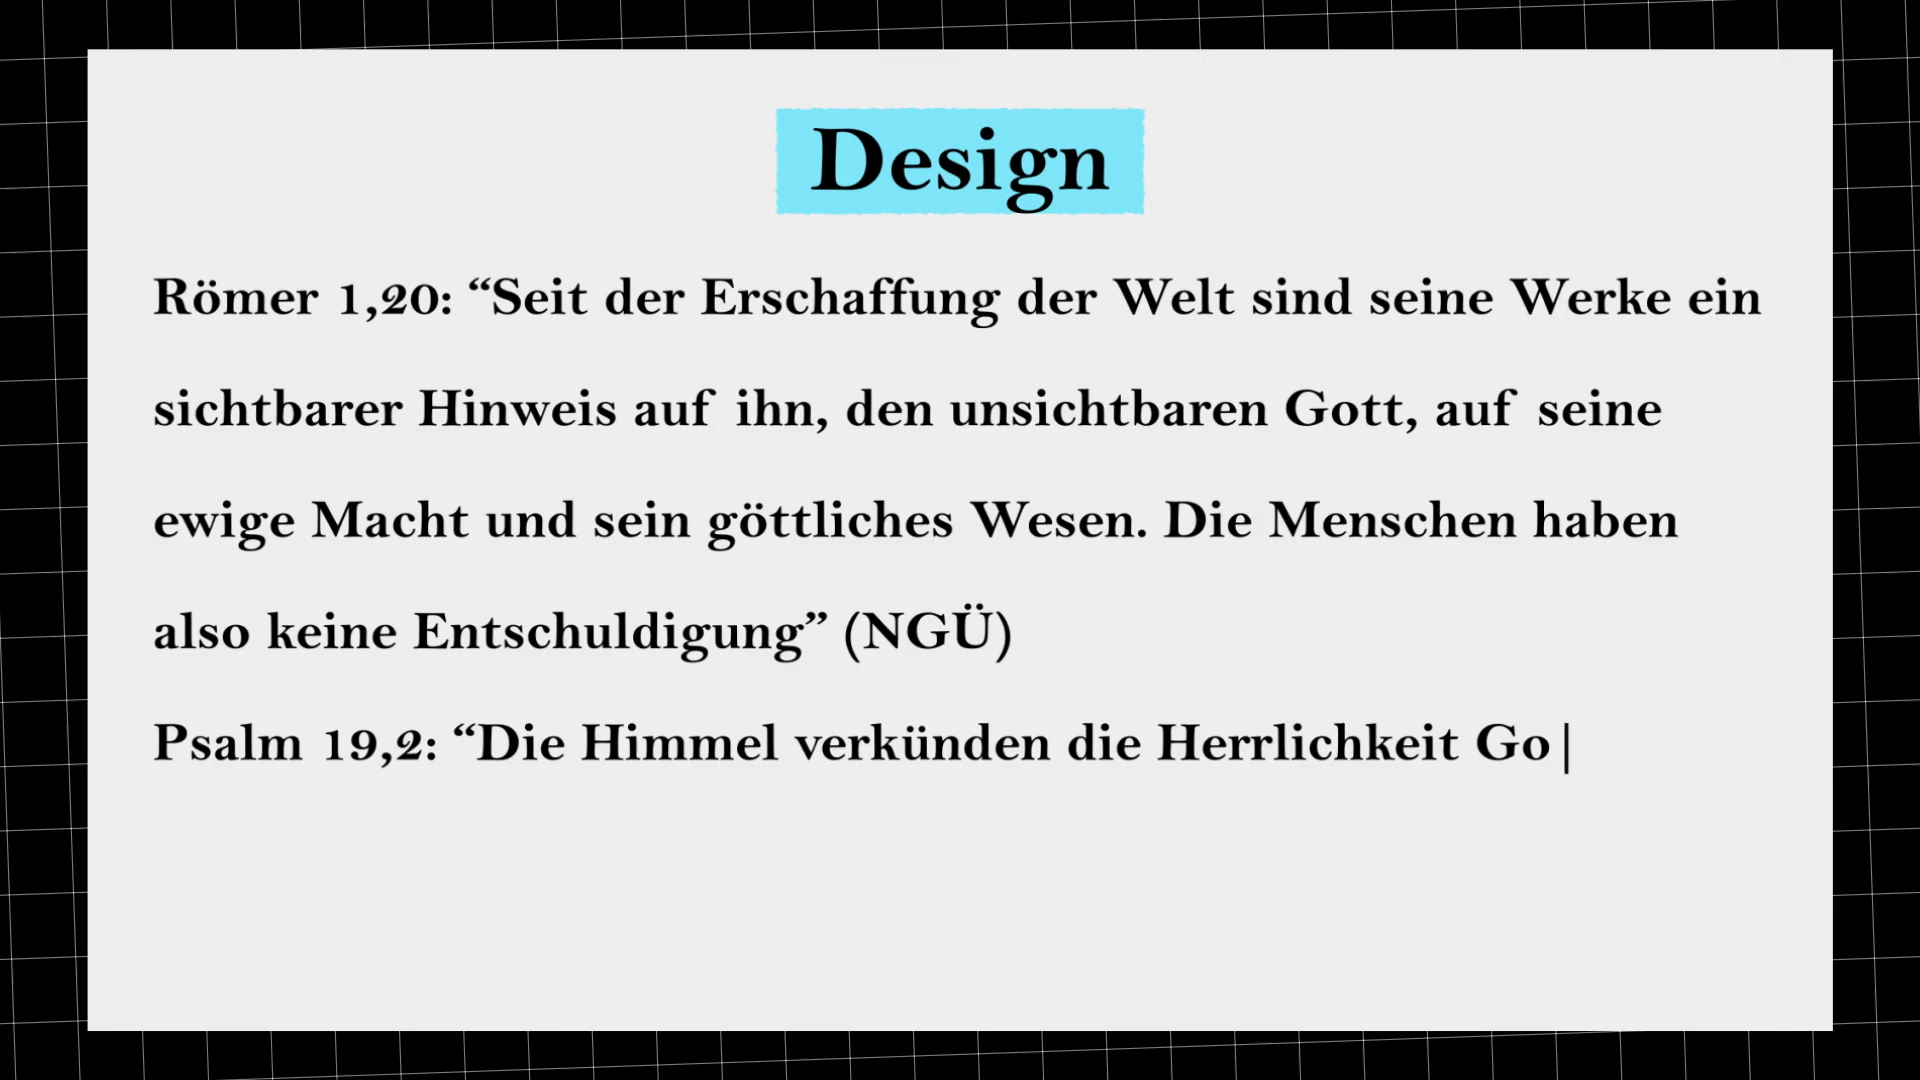 Design
Römer 1,20: “Seit der Erschaffung der Welt sind seine Werke ein
sichtbarer Hinweis auf ihn, den unsichtbaren Gott, auf seine
ewige Macht und sein göttliches Wesen. Die Menschen haben
also keine Entschuldigung” (NGÜ)
Psalm 19,2: “Die Himmel verkünden die Herrlichkeit Go|